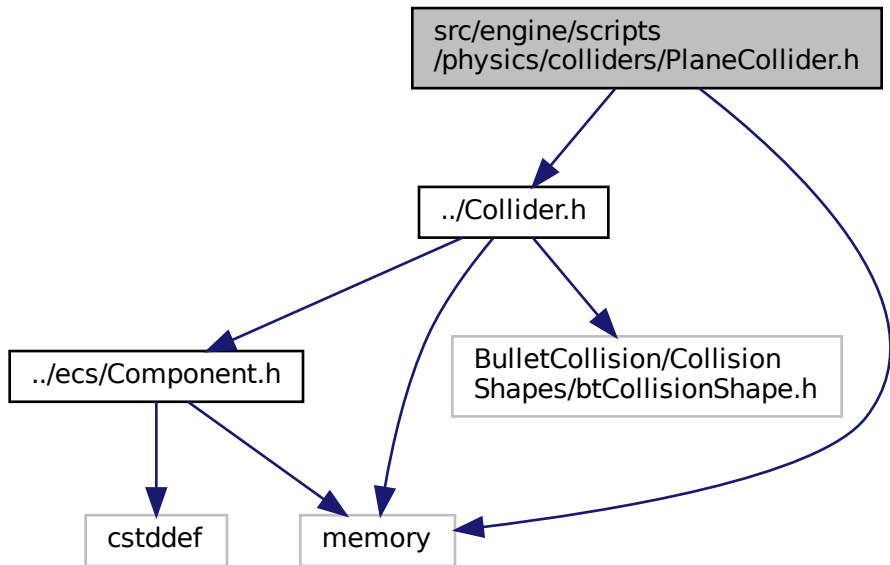 src/engine/scripts
/physics/colliders/PlaneCollider.h
../Collider.h
../ecs/Component.h
BulletCollision/Collision
Shapes/btCollisionShape.h
cstddef
memory